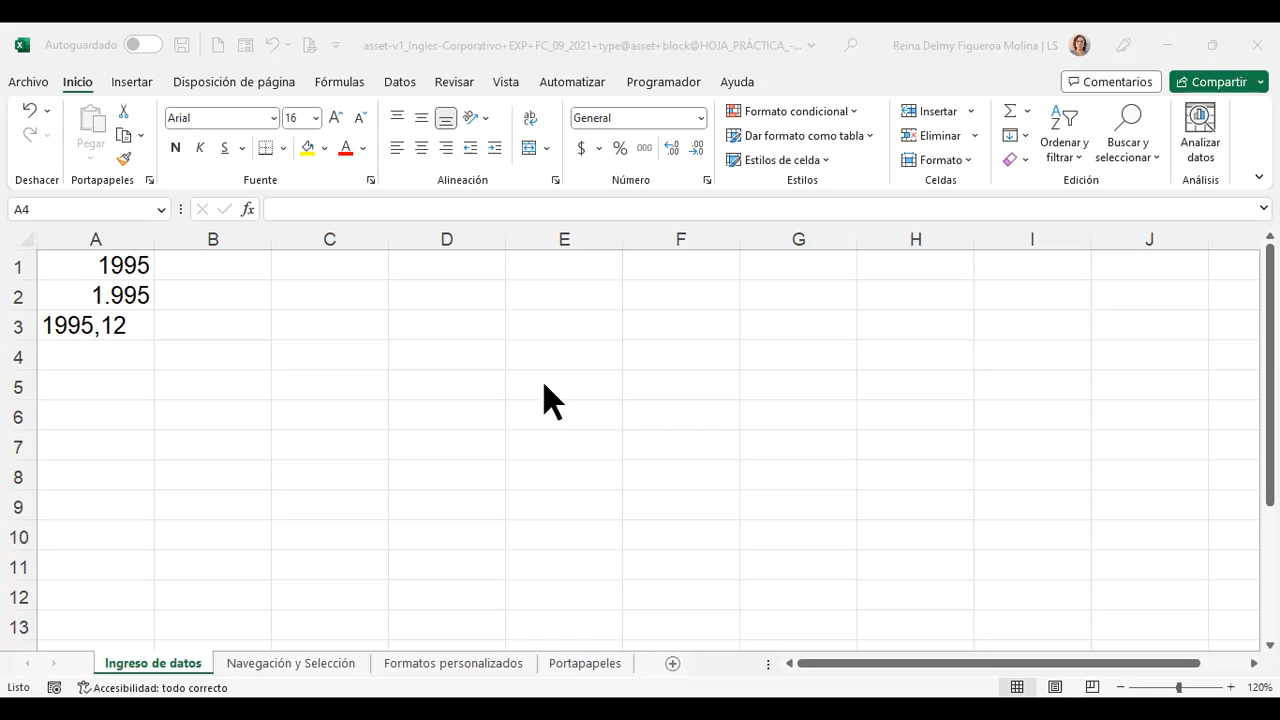 Autoguardado asset-v1_Ingles-Corporativo+EXP+FC_09_2021+type@asset+block@HOJA_PRÁCTICA_-... Reina Delmy Figueroa Molina | LS
Archivo Inicio Insertar Disposición de página Fórmulas Datos Revisar Vista Automatizar Programador Ayuda Comentarios Compartir
Pegar Arial 16 General Formato condicional Insertar Ordenar y filtrar Buscar y seleccionar Analizar datos
N K S A $ % 000 Dar formato como tabla Eliminar
Estilos de celda Formato
Deshacer Portapapeles Fuente Alineación Número Estilos Celdas Edición Análisis
A4 fx
A B C D E F G H I J
1 1995
2 1.995
3 1995,12
4
5
6
7
8
9
10
11
12
13
Ingreso de datos Navegación y Selección Formatos personalizados Portapapeles
Listo Accesibilidad: todo correcto 120%